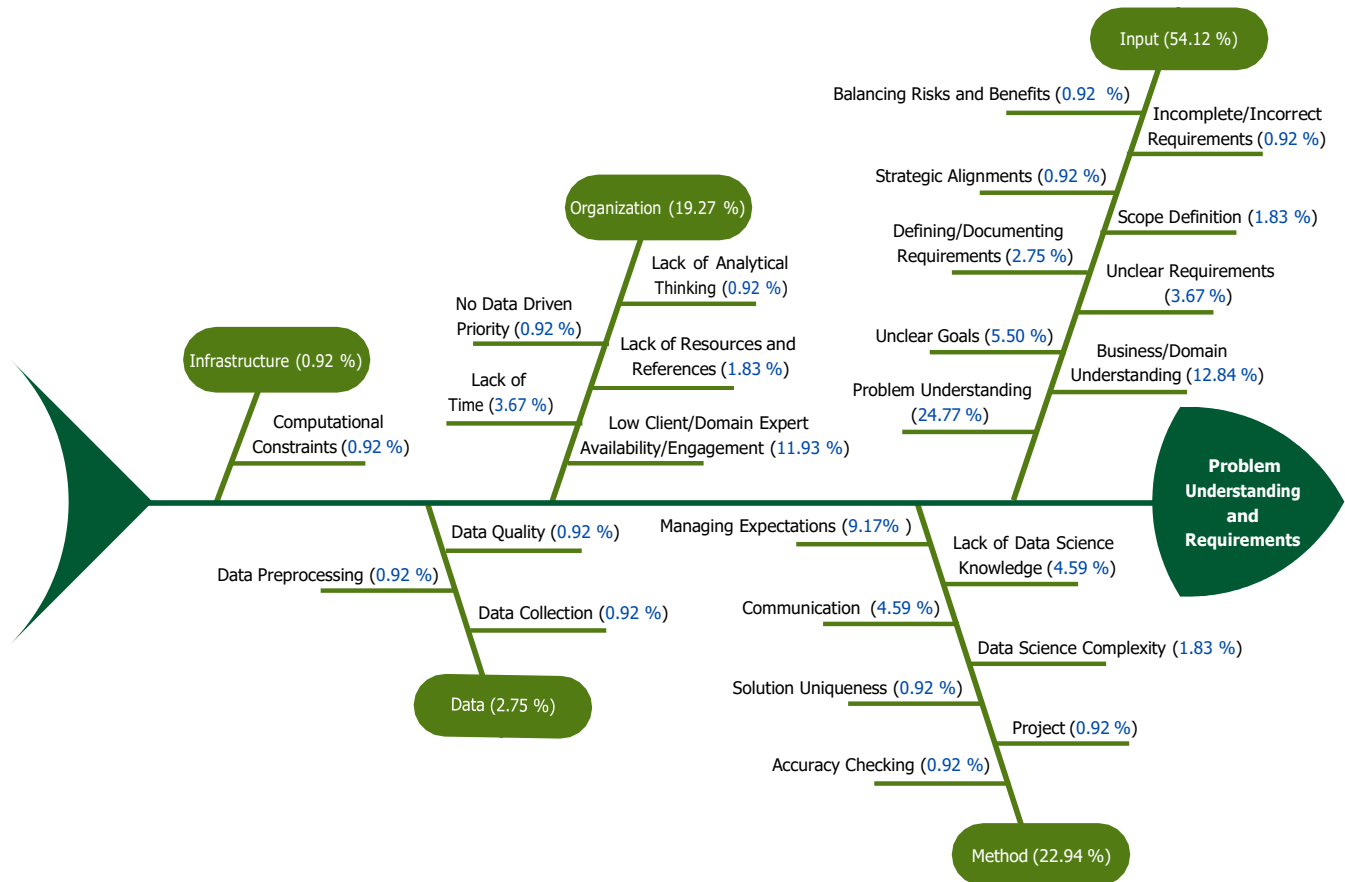 Input (54.12 %)
Balancing Risks and Benefits (0.92 %)
Incomplete/Incorrect
Requirements (0.92 %)
Strategic Alignments (0.92 %)
Scope Definition (1.83 %)
Defining/Documenting
Requirements (2.75 %)
Unclear Requirements
(3.67 %)
Unclear Goals (5.50 %)
Business/Domain
Understanding (12.84 %)
Problem Understanding
(24.77 %)
Organization (19.27 %)
Lack of Analytical
Thinking (0.92 %)
No Data Driven
Priority (0.92 %)
Lack of Resources and
References (1.83 %)
Lack of
Time (3.67 %)
Low Client/Domain Expert
Availability/Engagement (11.93 %)
Infrastructure (0.92 %)
Computational
Constraints (0.92 %)
Problem
Understanding
and
Requirements
Data Quality (0.92 %)
Data Preprocessing (0.92 %)
Data Collection (0.92 %)
Data (2.75 %)
Managing Expectations (9.17% )
Lack of Data Science
Knowledge (4.59 %)
Communication (4.59 %)
Data Science Complexity (1.83 %)
Solution Uniqueness (0.92 %)
Project (0.92 %)
Accuracy Checking (0.92 %)
Method (22.94 %)